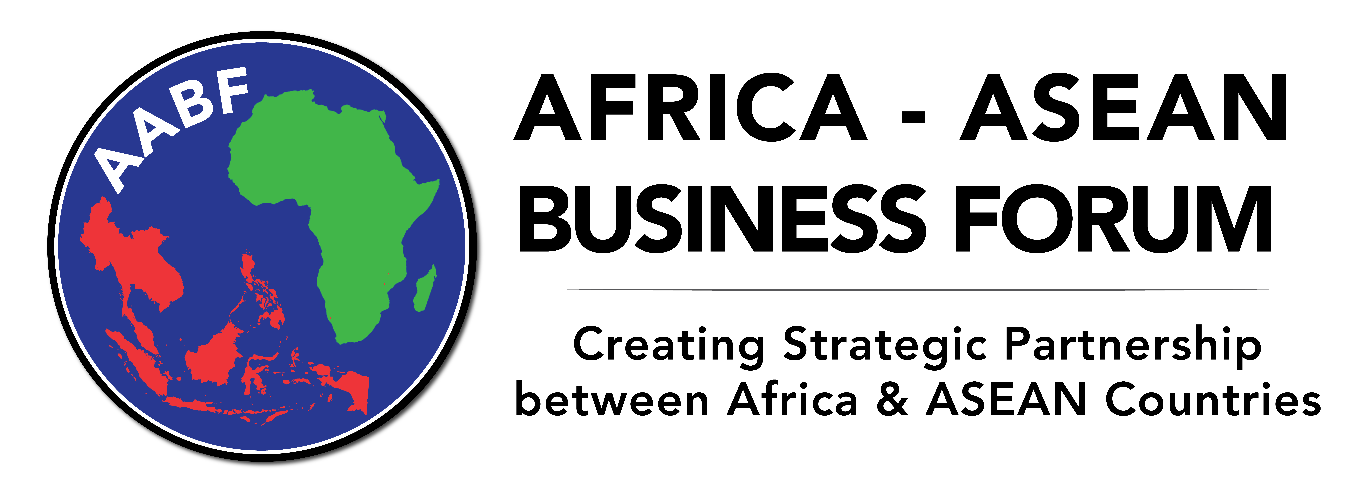 AABF
AFRICA - ASEAN
BUSINESS FORUM
Creating Strategic Partnership
between Africa & ASEAN Countries